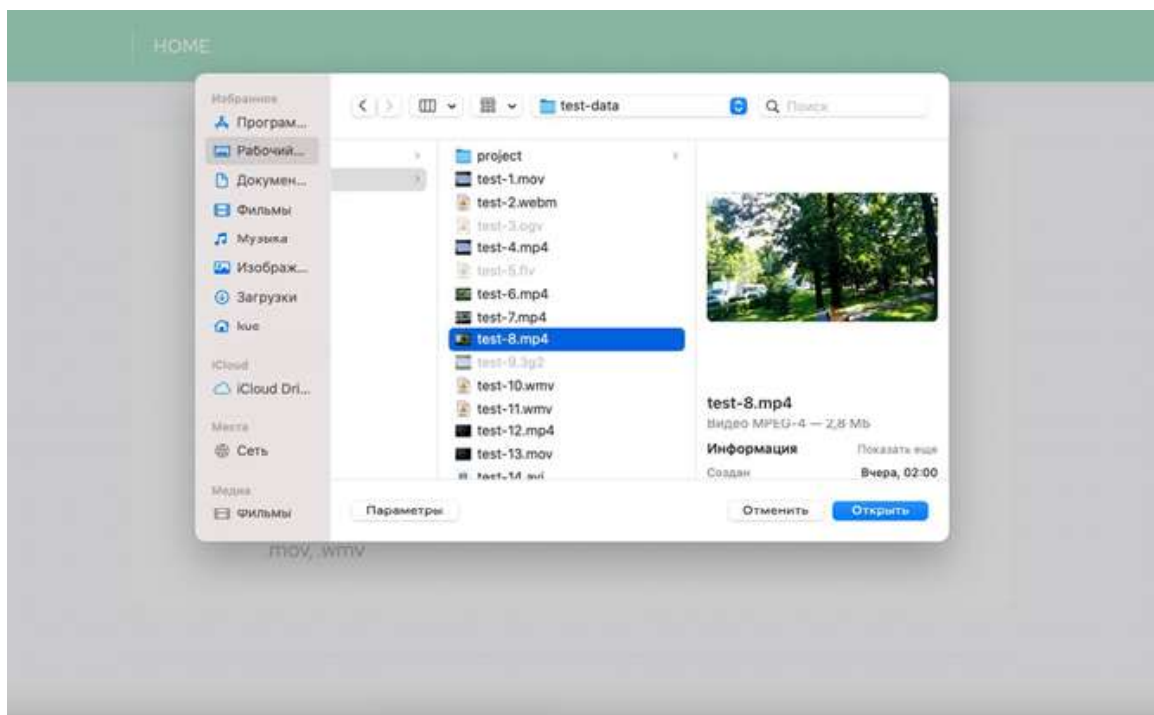 HOME
Избранное
Програм...
Рабочий...
Докумен...
Фильмы
Музыка
Изображ...
Загрузки
kue
iCloud
iCloud Dri...
Места
Сеть
Медиа
Фильмы
test-data
Поиск
project
test-1.mov
test-2.webm
test-3.ogv
test-4.mp4
test-5.flv
test-6.mp4
test-7.mp4
test-8.mp4
test-9.3g2
test-10.wmv
test-11.wmv
test-12.mp4
test-13.mov
test-14.avi
test-8.mp4
Видео MPEG-4 — 2,8 МБ
Информация Показать еще
Создан Вчера, 02:00
Параметры
Отменить
Открыть
.mov, .wmv